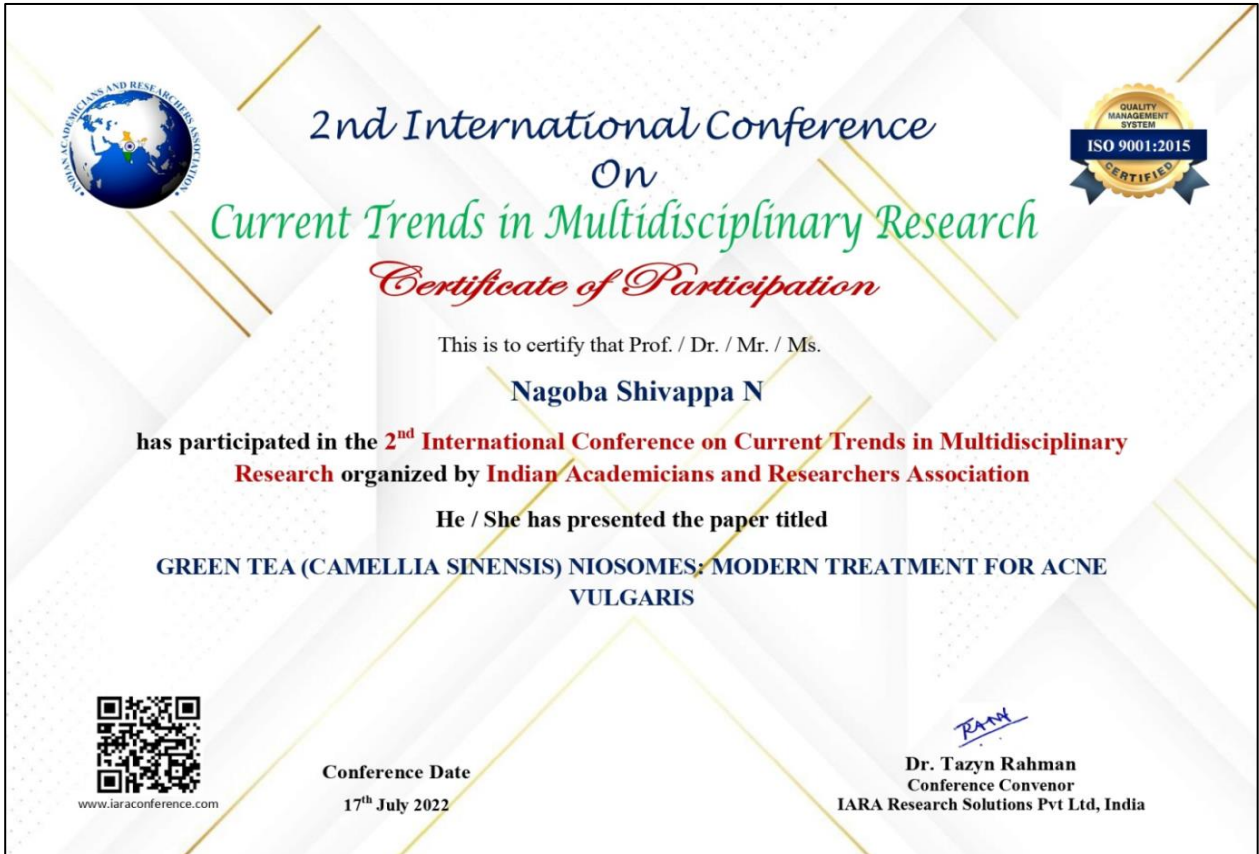 INDIAN ACADEMICIANS AND RESEARCHERS ASSOCIATION
QUALITY
MANAGEMENT
SYSTEM
ISO 9001:2015
CERTIFIED
2nd International Conference
On
Current Trends in Multidisciplinary Research
Certificate of Participation
This is to certify that Prof. / Dr. / Mr. / Ms.
Nagoba Shivappa N
has participated in the 2nd International Conference on Current Trends in Multidisciplinary
Research organized by Indian Academicians and Researchers Association
He / She has presented the paper titled
GREEN TEA (CAMELLIA SINENSIS) NIOSOMES: MODERN TREATMENT FOR ACNE
VULGARIS
www.iaraconference.com
Conference Date
17th July 2022
Dr. Tazyn Rahman
Conference Convenor
IARA Research Solutions Pvt Ltd, India